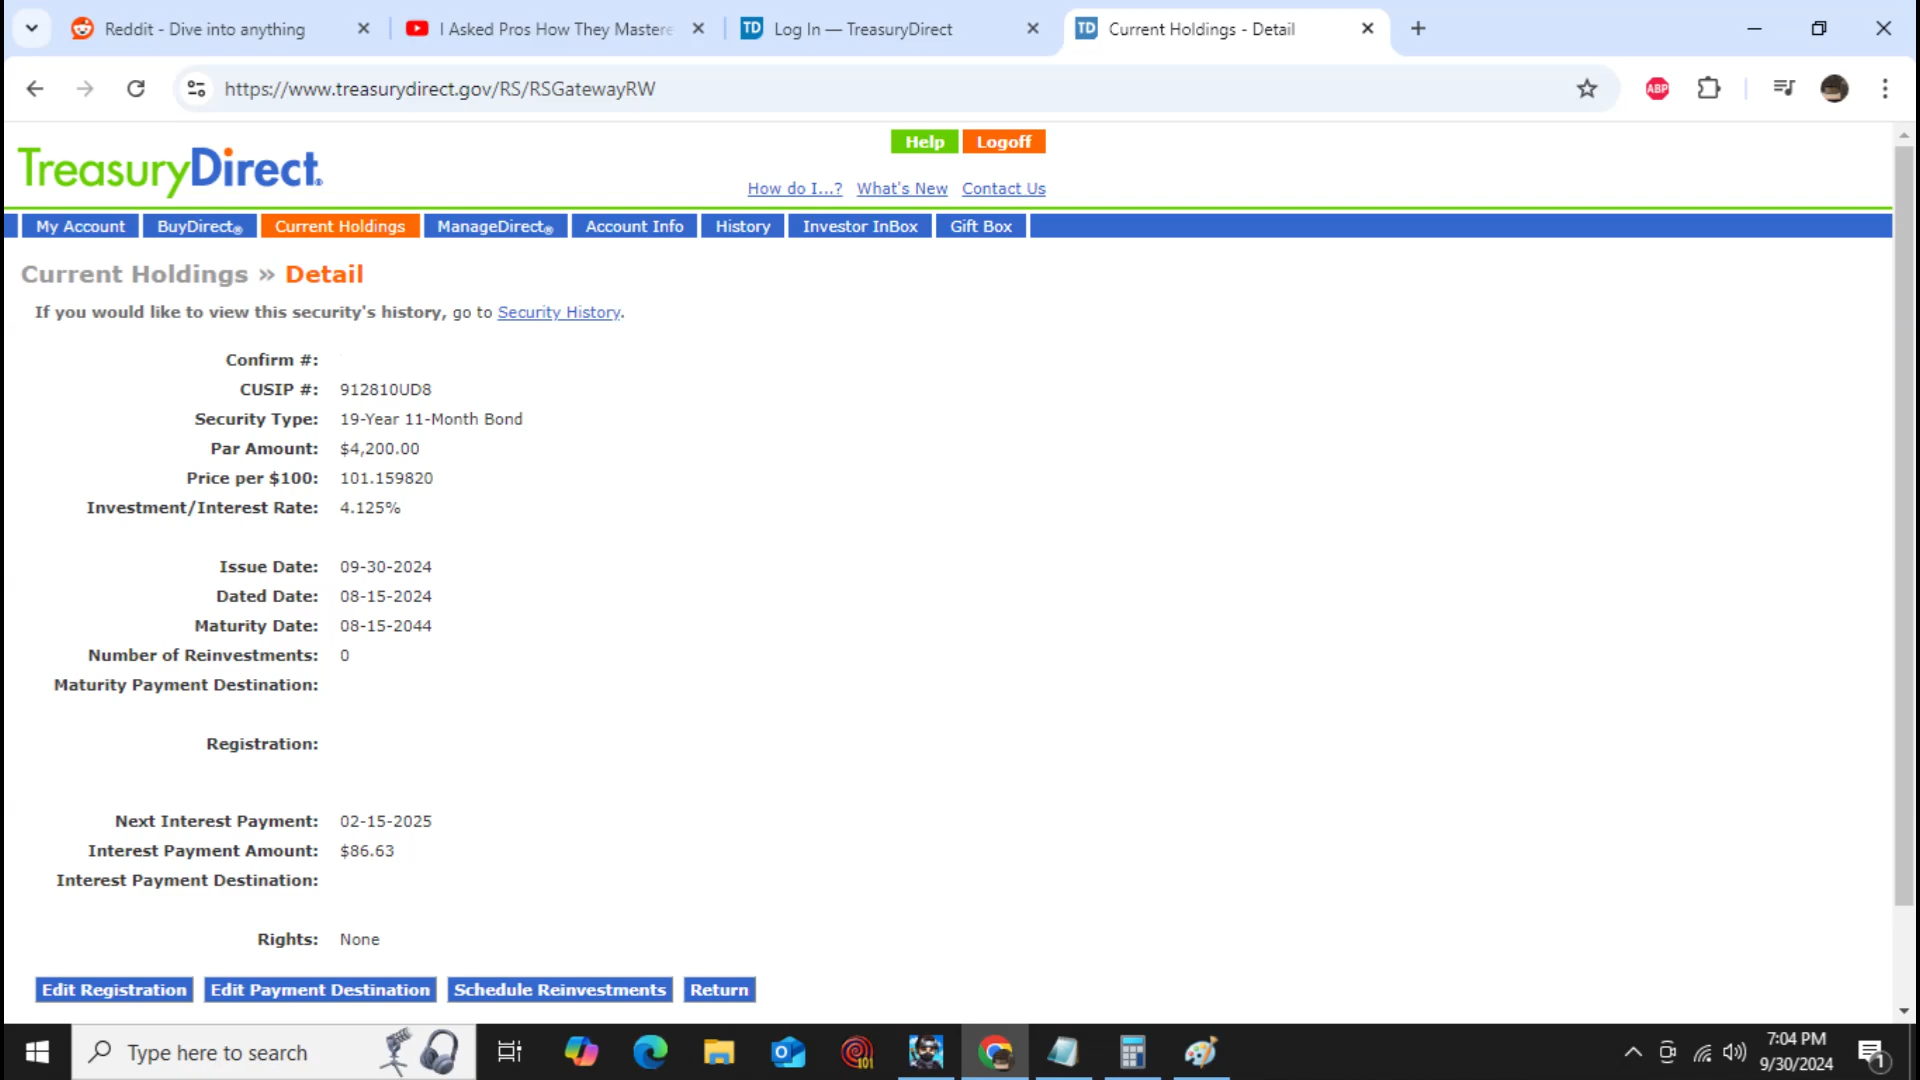 Reddit - Dive into anything
I Asked Pros How They Mastere
TD Log In — TreasuryDirect
TD Current Holdings - Detail
https://www.treasurydirect.gov/RS/RSGatewayRW
ABP
Help Logoff
TreasuryDirect®
How do I...? What's New Contact Us
My Account BuyDirect® Current Holdings ManageDirect® Account Info History Investor InBox Gift Box
Current Holdings » Detail
If you would like to view this security's history, go to Security History.
Confirm #:
CUSIP #: 912810UD8
Security Type: 19-Year 11-Month Bond
Par Amount: $4,200.00
Price per $100: 101.159820
Investment/Interest Rate: 4.125%
Issue Date: 09-30-2024
Dated Date: 08-15-2024
Maturity Date: 08-15-2044
Number of Reinvestments: 0
Maturity Payment Destination:
Registration:
Next Interest Payment: 02-15-2025
Interest Payment Amount: $86.63
Interest Payment Destination:
Rights: None
Edit Registration Edit Payment Destination Schedule Reinvestments Return
Type here to search
101
7:04 PM
9/30/2024
1